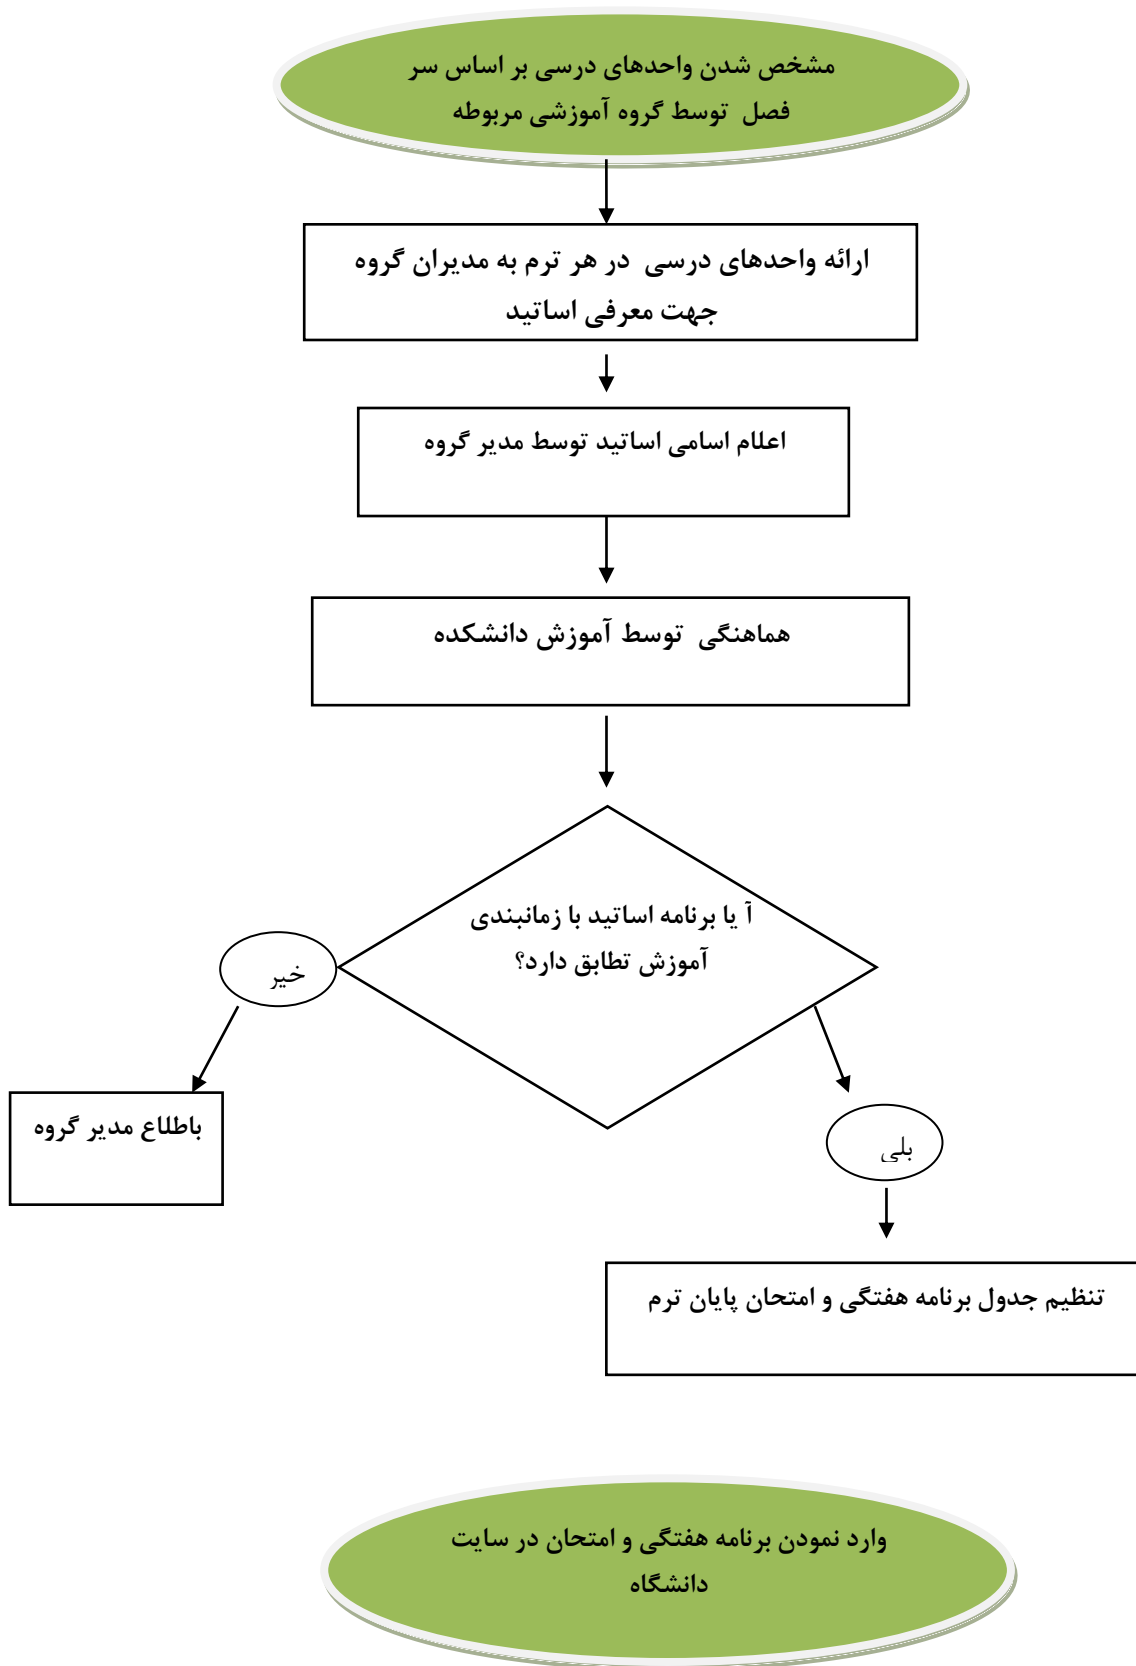 مشخص شدن واحدهای درسی بر اساس سر
فصل توسط گروه آموزشی مربوطه
ارائه واحدهای درسی در هر ترم به مدیران گروه
جهت معرفی اساتید
اعلام اسامی اساتید توسط مدیر گروه
هماهنگی توسط آموزش دانشکده
آ یا برنامه اساتید با زمانبندی
آموزش تطابق دارد؟
خیر
باطلاع مدیر گروه
بلی
تنظیم جدول برنامه هفتگی و امتحان پایان ترم
وارد نمودن برنامه هفتگی و امتحان در سایت
دانشگاه